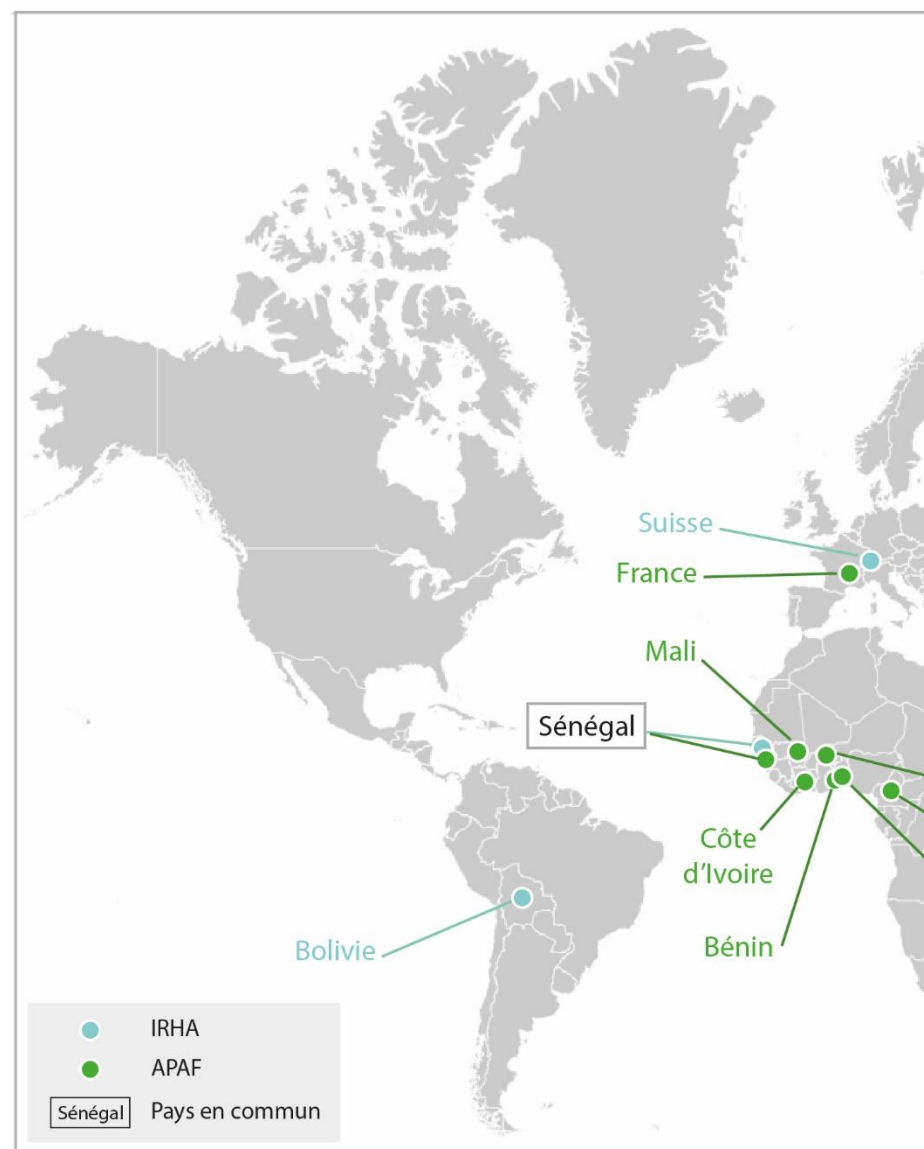 Suisse
France
Mali
Sénégal
Côte
d'Ivoire
Bénin
Bolivie
IRHA
APAF
Sénégal Pays en commun